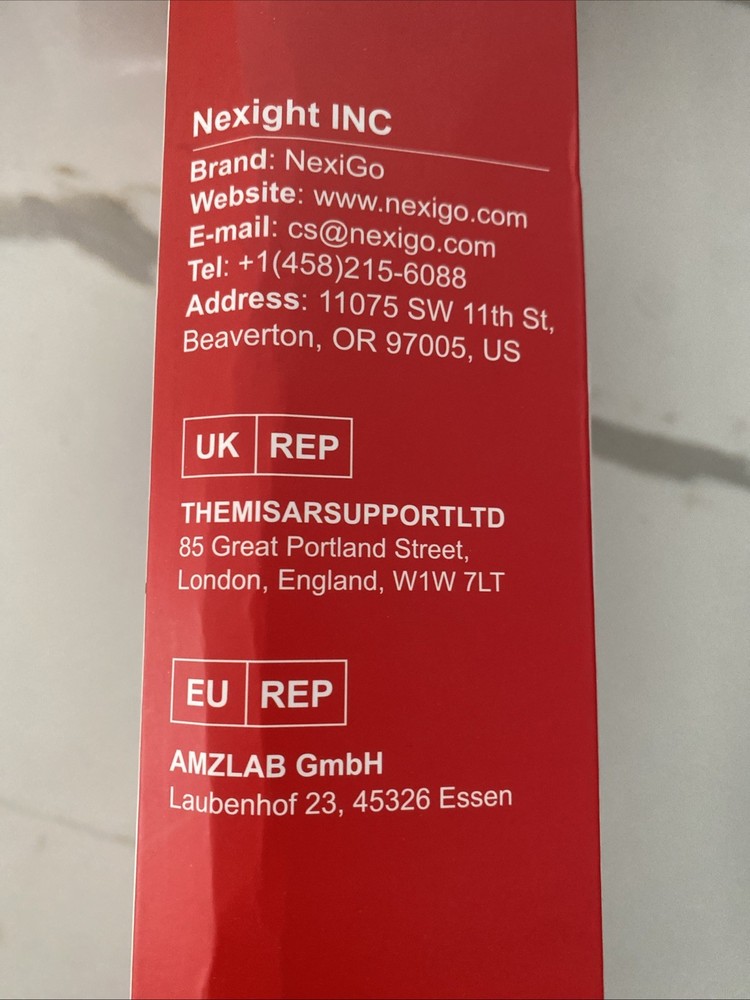 Nexight INC
Brand: NexiGo
Website: www.nexigo.com
E-mail: cs@nexigo.com
Tel: +1(458)215-6088
Address: 11075 SW 11th St,
Beaverton, OR 97005, US
UK REP
THEMISARSUPPORTLTD
85 Great Portland Street,
London, England, W1W 7LT
EU REP
AMZLAB GmbH
Laubenhof 23, 45326 Essen